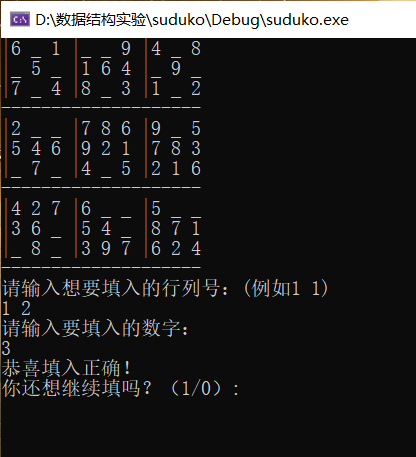 D:\数据结构实验\suduko\Debug\suduko.exe
|6 _ 1 |_ _ 9 |4 _ 8
|_ 5 _ |1 6 4 |_ 9 _
|7 _ 4 |8 _ 3 |1 _ 2
--------------------
|2 _ _ |7 8 6 |9 _ 5
|5 4 6 |9 2 1 |7 8 3
|_ 7 _ |4 _ 5 |2 1 6
--------------------
|4 2 7 |6 _ _ |5 _ _
|3 6 _ |5 4 _ |8 7 1
|_ 8 _ |3 9 7 |6 2 4
--------------------
请输入想要填入的行列号：(例如1 1)
1 2
请输入要填入的数字：
3
恭喜填入正确！
你还想继续填吗？（1/0）: